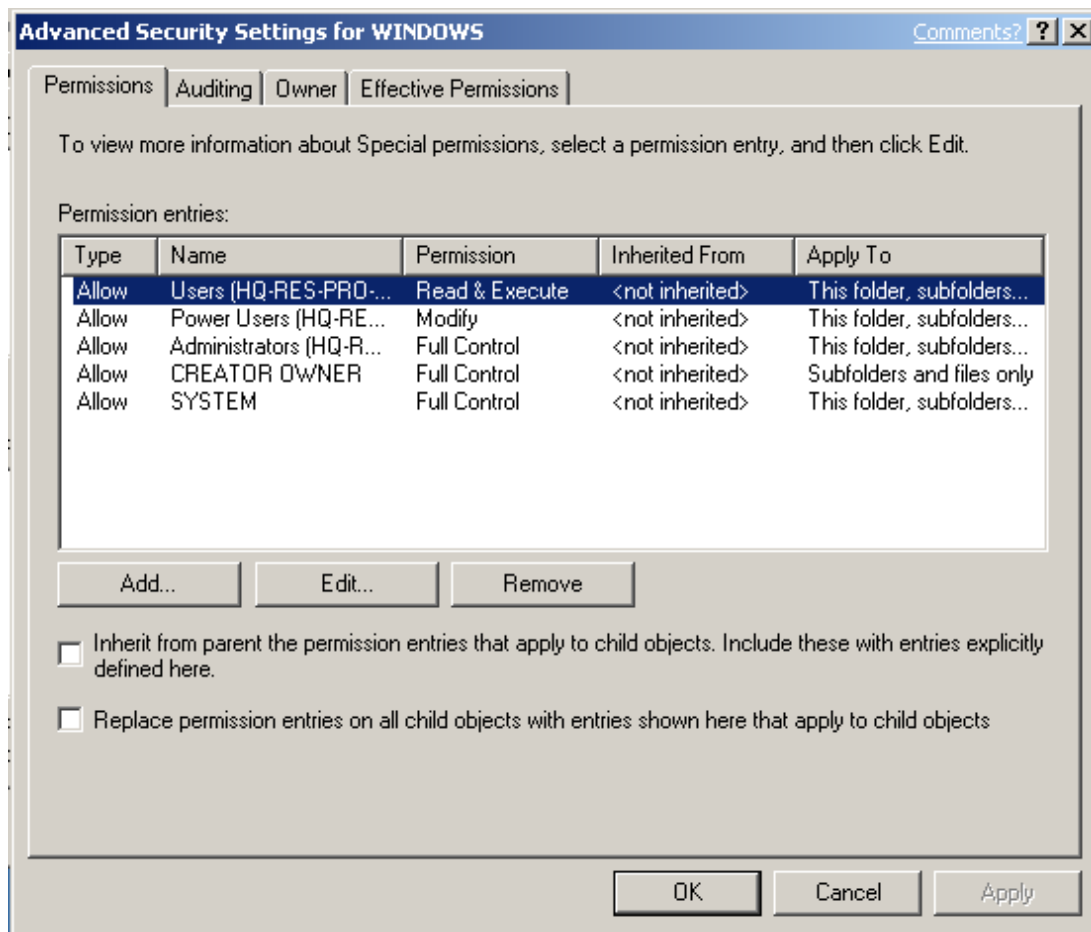 Advanced Security Settings for WINDOWS Comments? ? X
Permissions Auditing Owner Effective Permissions
To view more information about Special permissions, select a permission entry, and then click Edit.
Permission entries:
Type Name Permission Inherited From Apply To
Allow Users (HQ-RES-PRO-... Read & Execute <not inherited> This folder, subfolders...
Allow Power Users (HQ-RE... Modify <not inherited> This folder, subfolders...
Allow Administrators (HQ-R... Full Control <not inherited> This folder, subfolders...
Allow CREATOR OWNER Full Control <not inherited> Subfolders and files only
Allow SYSTEM Full Control <not inherited> This folder, subfolders...
Add... Edit... Remove
Inherit from parent the permission entries that apply to child objects. Include these with entries explicitly
defined here.
Replace permission entries on all child objects with entries shown here that apply to child objects
OK Cancel Apply